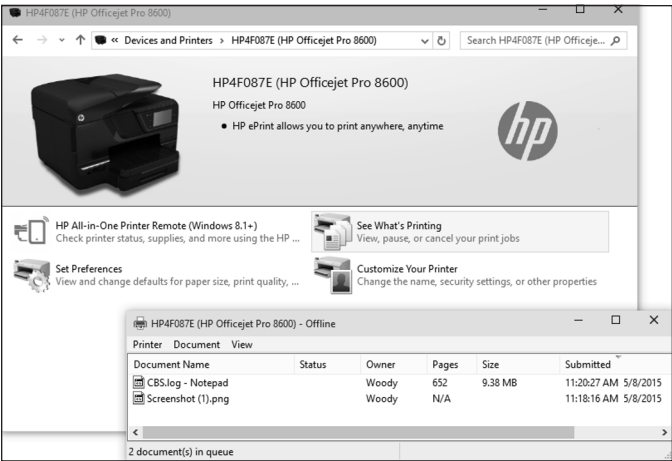 HP4F087E (HP Officejet Pro 8600)
« Devices and Printers › HP4F087E (HP Officejet Pro 8600)
Search HP4F087E (HP Officeje...
HP4F087E (HP Officejet Pro 8600)
HP Officejet Pro 8600
• HP ePrint allows you to print anywhere, anytime
hp
HP All-in-One Printer Remote (Windows 8.1+)
Check printer status, supplies, and more using the HP ...
See What's Printing
View, pause, or cancel your print jobs
Set Preferences
View and change defaults for paper size, print quality, ...
Customize Your Printer
Change the name, security settings, or other properties
HP4F087E (HP Officejet Pro 8600) - Offline
Printer Document View
Document Name Status Owner Pages Size Submitted
CBS.log - Notepad Woody 652 9.38 MB 11:20:27 AM 5/8/2015
Screenshot (1).png Woody N/A 11:18:16 AM 5/8/2015
2 document(s) in queue